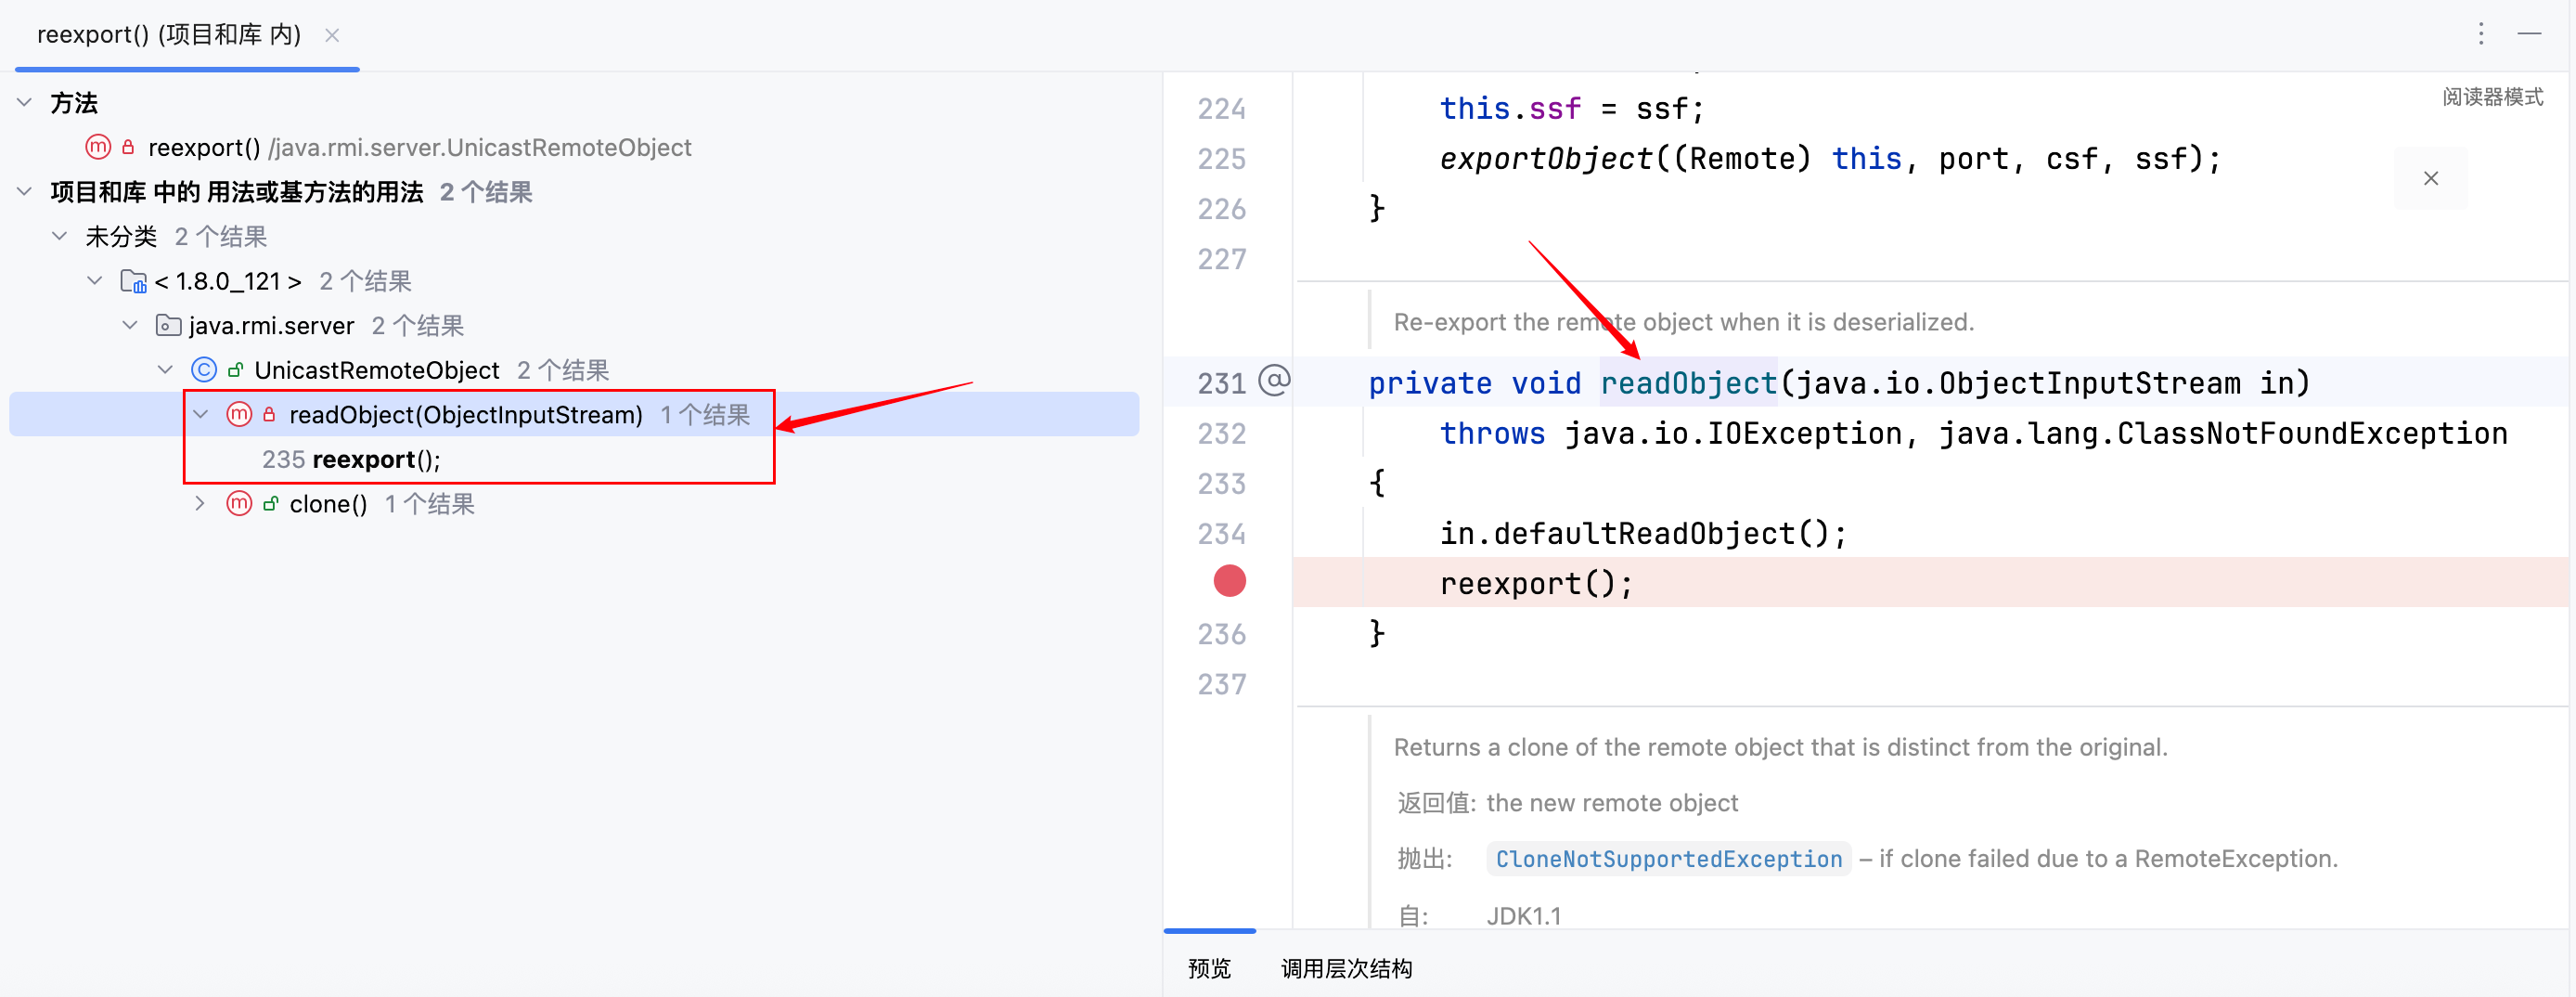 reexport() (项目和库 内)
方法
reexport() /java.rmi.server.UnicastRemoteObject
项目和库 中的 用法或基方法的用法 2 个结果
未分类 2 个结果
< 1.8.0_121 > 2 个结果
java.rmi.server 2 个结果
UnicastRemoteObject 2 个结果
readObject(ObjectInputStream) 1 个结果
235 reexport();
clone() 1 个结果
阅读器模式
224 this.ssf = ssf;
225 exportObject((Remote) this, port, csf, ssf);
226 }
227
Re-export the remote object when it is deserialized.
231 @ private void readObject(java.io.ObjectInputStream in)
232 throws java.io.IOException, java.lang.ClassNotFoundException
233 {
234 in.defaultReadObject();
reexport();
236 }
237
Returns a clone of the remote object that is distinct from the original.
返回值: the new remote object
抛出: CloneNotSupportedException – if clone failed due to a RemoteException.
自: JDK1.1
预览 调用层次结构